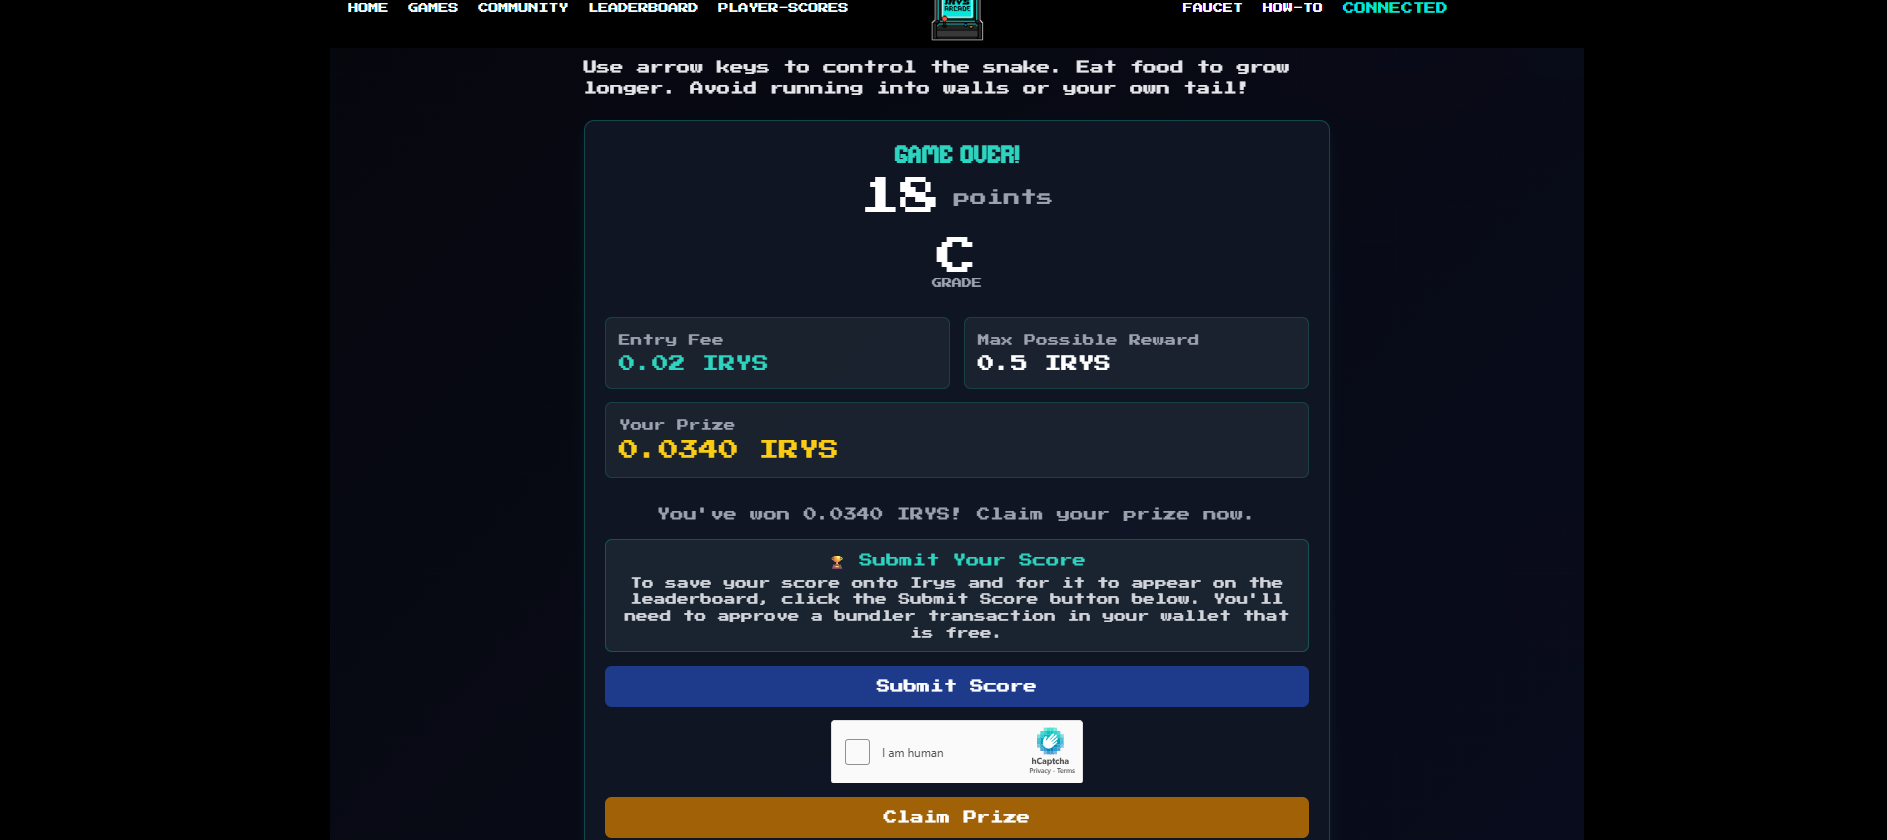 HOME GAMES COMMUNITY LEADERBOARD PLAYER-SCORES
IRYS
ARCADE
FAUCET HOW-TO CONNECTED
Use arrow keys to control the snake. Eat food to grow
longer. Avoid running into walls or your own tail!
GAME OVER!
18 points
C
GRADE
Entry Fee
0.02 IRYS
Max Possible Reward
0.5 IRYS
Your Prize
0.0340 IRYS
You've won 0.0340 IRYS! Claim your prize now.
🏆 Submit Your Score
To save your score onto Irys and for it to appear on the
leaderboard, click the Submit Score button below. You'll
need to approve a bundler transaction in your wallet that
is free.
Submit Score
I am human
hCaptcha
Privacy - Terms
Claim Prize